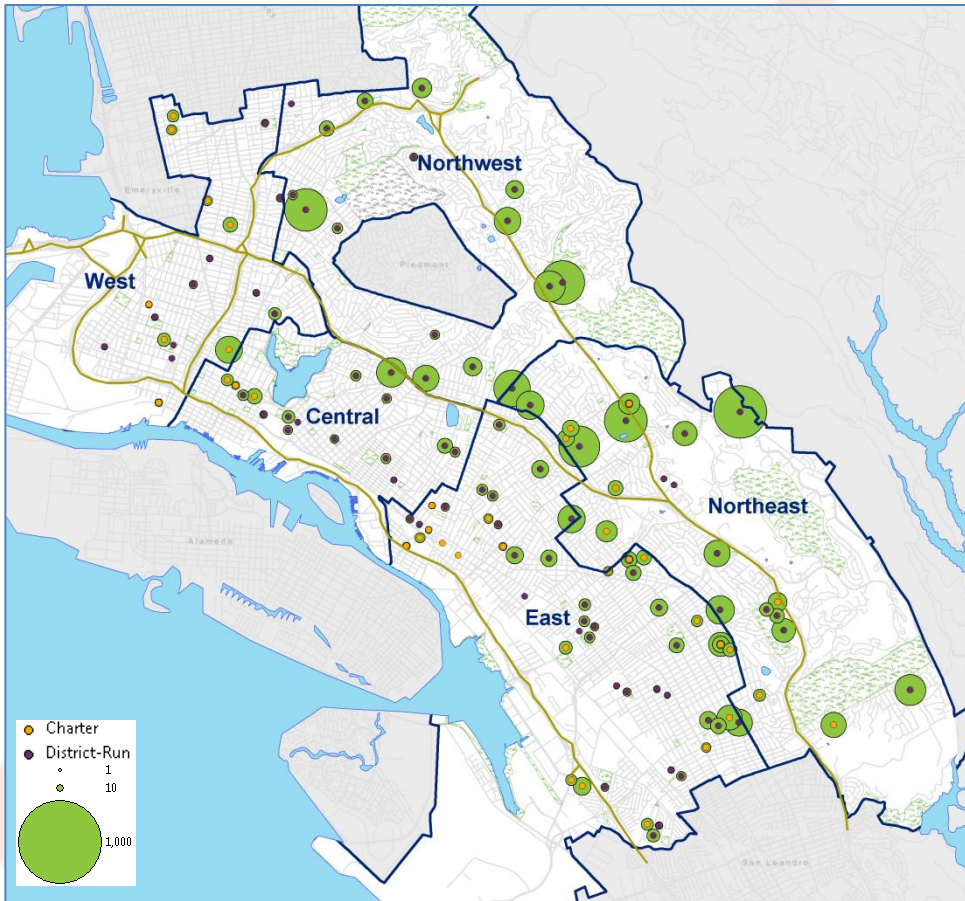 Northwest
Emeryville
Piedmont
West
Central
Northeast
Alameda
East
San Leandro
Charter
District-Run
1
10
1,000